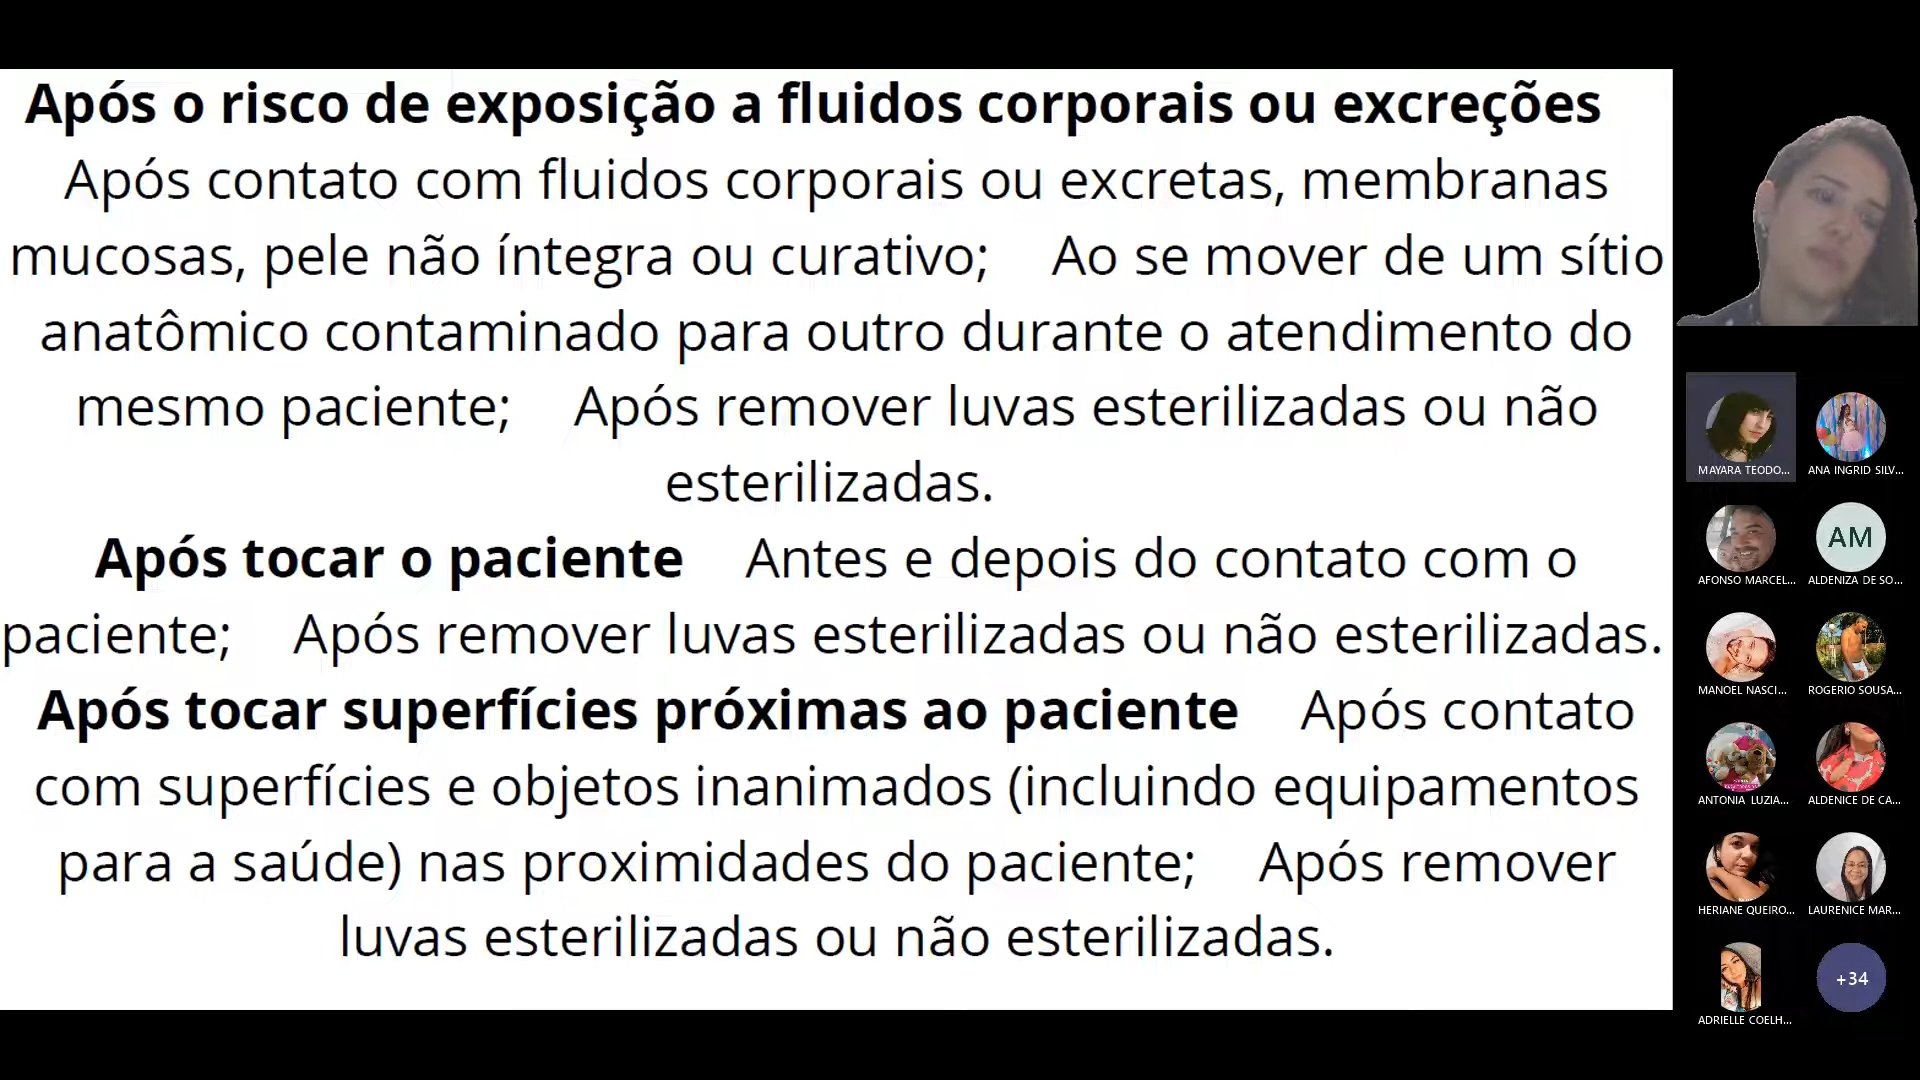 Após o risco de exposição a fluidos corporais ou excreções
Após contato com fluidos corporais ou excretas, membranas
mucosas, pele não íntegra ou curativo; Ao se mover de um sítio
anatômico contaminado para outro durante o atendimento do
mesmo paciente; Após remover luvas esterilizadas ou não
esterilizadas.
Após tocar o paciente Antes e depois do contato com o
paciente; Após remover luvas esterilizadas ou não esterilizadas.
Após tocar superfícies próximas ao paciente Após contato
com superfícies e objetos inanimados (incluindo equipamentos
para a saúde) nas proximidades do paciente; Após remover
luvas esterilizadas ou não esterilizadas.
MAYARA TEODO...
ANA INGRID SILV...
AFONSO MARCEL...
AM
ALDENIZA DE SO...
MANOEL NASCI...
ROGERIO SOUSA...
ANTONIA LUZIA...
ALDENICE DE CA...
HERIANE QUEIRO...
LAURENICE MAR...
ADRIELLE COELH...
+34